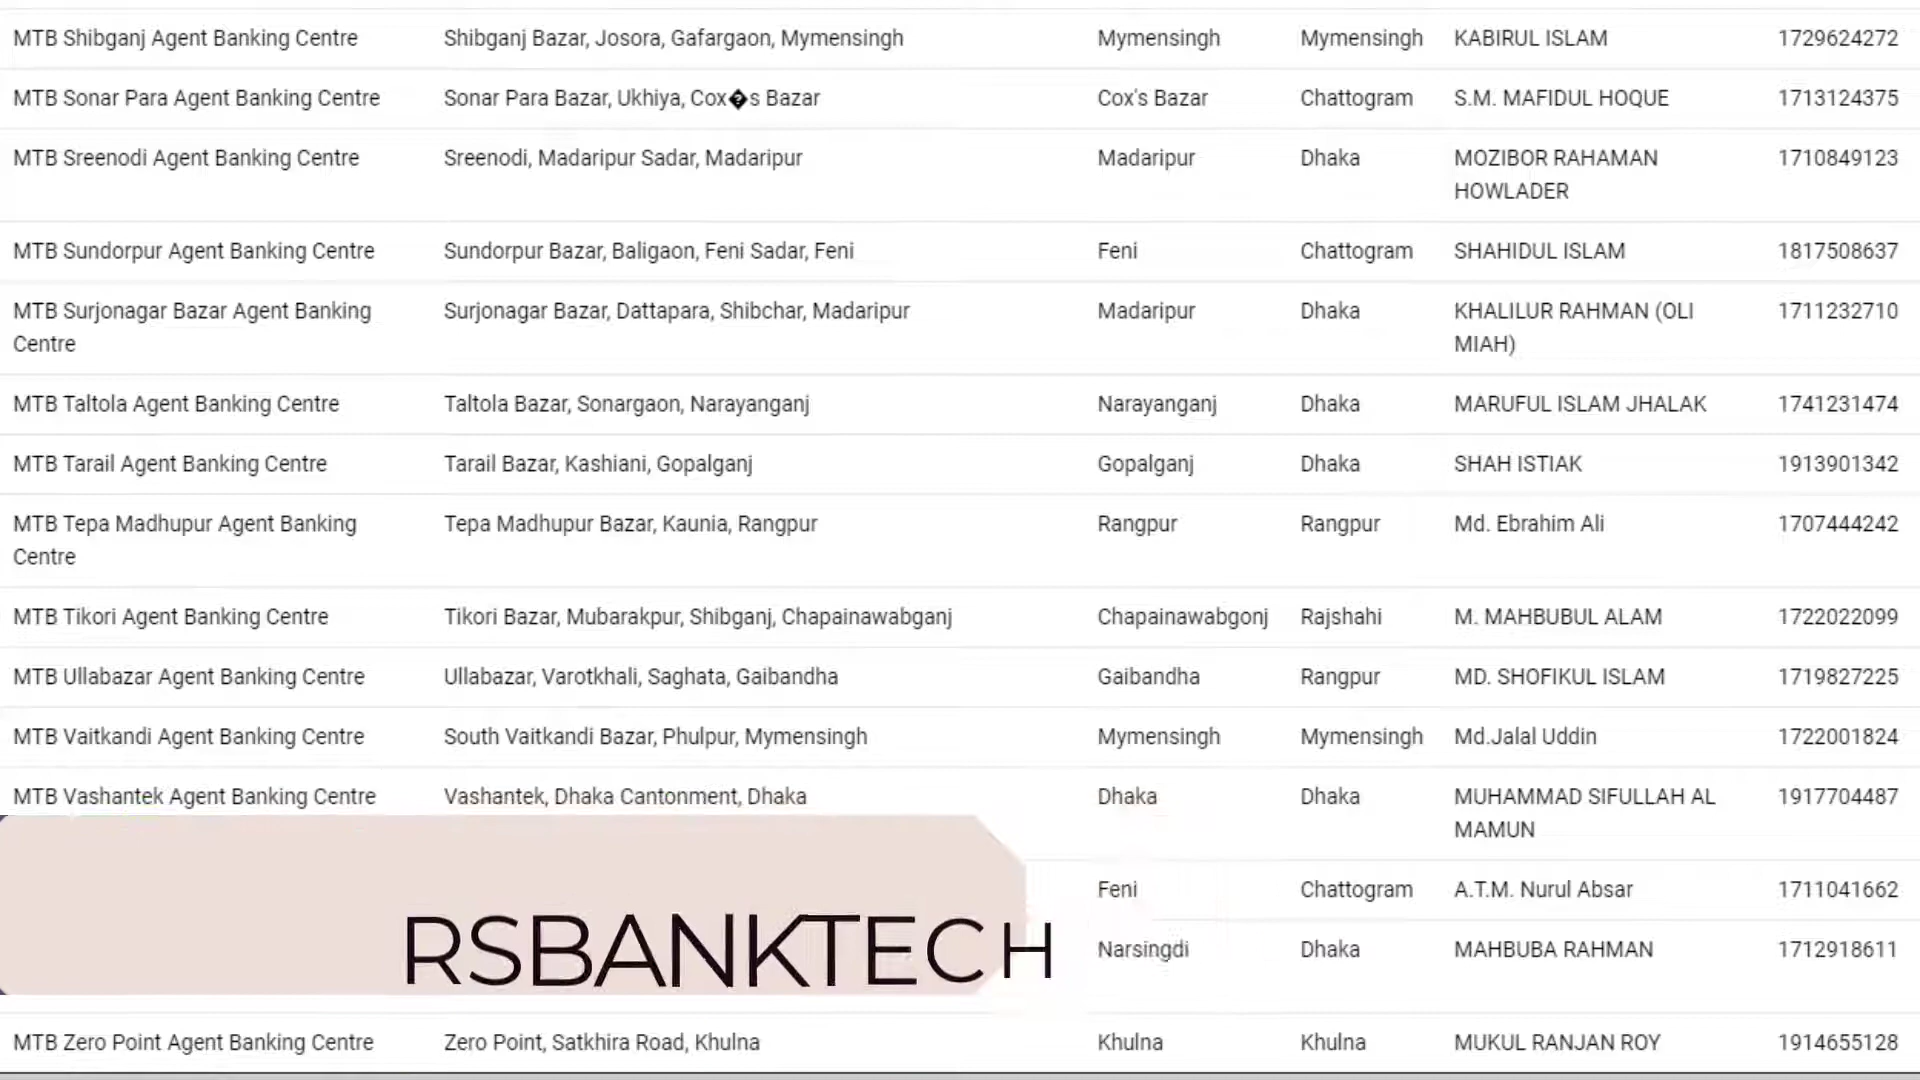 MTB Shibganj Agent Banking Centre Shibganj Bazar, Josora, Gafargaon, Mymensingh Mymensingh Mymensingh KABIRUL ISLAM 1729624272
MTB Sonar Para Agent Banking Centre Sonar Para Bazar, Ukhiya, Cox�s Bazar Cox's Bazar Chattogram S.M. MAFIDUL HOQUE 1713124375
MTB Sreenodi Agent Banking Centre Sreenodi, Madaripur Sadar, Madaripur Madaripur Dhaka MOZIBOR RAHAMAN 1710849123
HOWLADER
MTB Sundorpur Agent Banking Centre Sundorpur Bazar, Baligaon, Feni Sadar, Feni Feni Chattogram SHAHIDUL ISLAM 1817508637
MTB Surjonagar Bazar Agent Banking Surjonagar Bazar, Dattapara, Shibchar, Madaripur Madaripur Dhaka KHALILUR RAHMAN (OLI 1711232710
Centre MIAH)
MTB Taltola Agent Banking Centre Taltola Bazar, Sonargaon, Narayanganj Narayanganj Dhaka MARUFUL ISLAM JHALAK 1741231474
MTB Tarail Agent Banking Centre Tarail Bazar, Kashiani, Gopalganj Gopalganj Dhaka SHAH ISTIAK 1913901342
MTB Tepa Madhupur Agent Banking Tepa Madhupur Bazar, Kaunia, Rangpur Rangpur Rangpur Md. Ebrahim Ali 1707444242
Centre
MTB Tikori Agent Banking Centre Tikori Bazar, Mubarakpur, Shibganj, Chapainawabganj Chapainawabgonj Rajshahi M. MAHBUBUL ALAM 1722022099
MTB Ullabazar Agent Banking Centre Ullabazar, Varotkhali, Saghata, Gaibandha Gaibandha Rangpur MD. SHOFIKUL ISLAM 1719827225
MTB Vaitkandi Agent Banking Centre South Vaitkandi Bazar, Phulpur, Mymensingh Mymensingh Mymensingh Md.Jalal Uddin 1722001824
MTB Vashantek Agent Banking Centre Vashantek, Dhaka Cantonment, Dhaka Dhaka Dhaka MUHAMMAD SIFULLAH AL 1917704487
MAMUN
Feni Chattogram A.T.M. Nurul Absar 1711041662
RSBANKTECH Narsingdi Dhaka MAHBUBA RAHMAN 1712918611
MTB Zero Point Agent Banking Centre Zero Point, Satkhira Road, Khulna Khulna Khulna MUKUL RANJAN ROY 1914655128